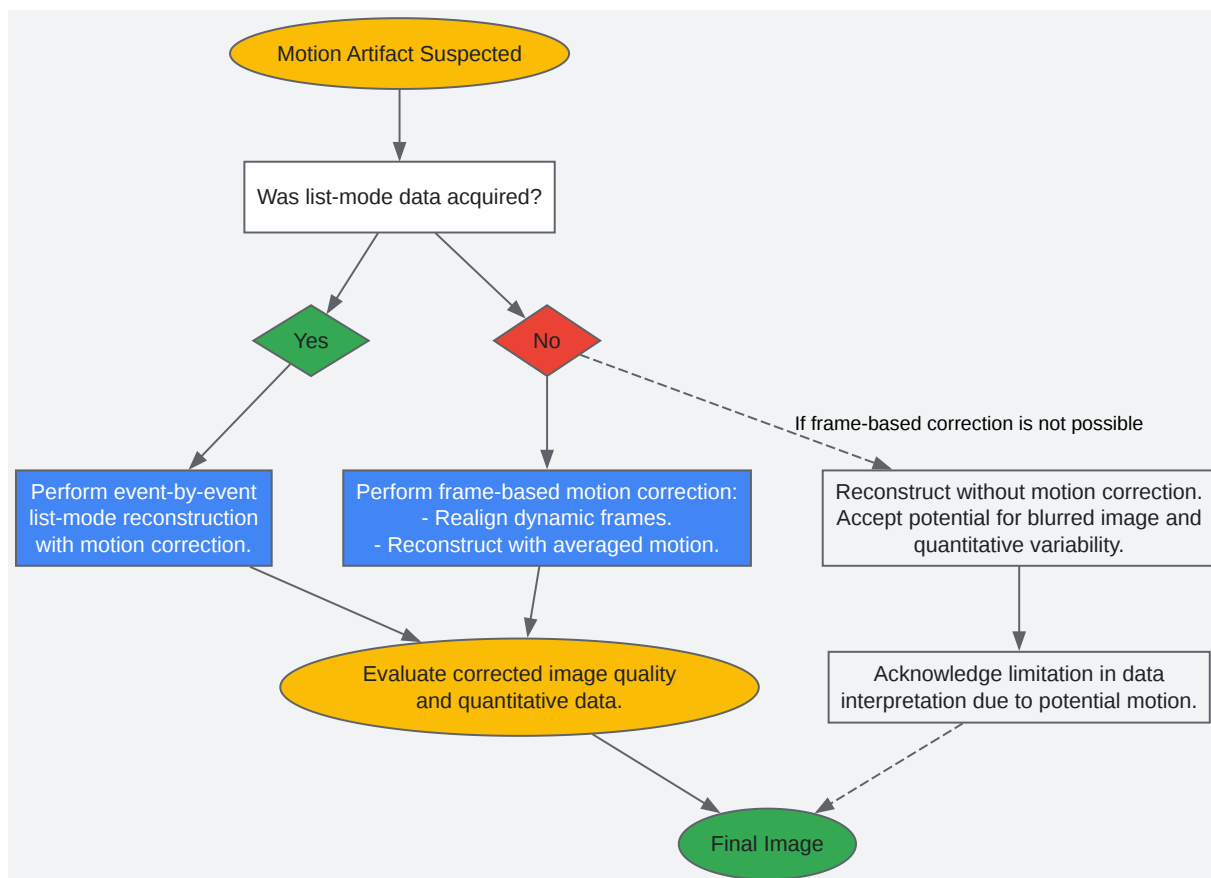 Motion Artifact Suspected
Was list-mode data acquired?
Yes
No
If frame-based correction is not possible
Perform event-by-event
list-mode reconstruction
with motion correction.
Perform frame-based motion correction:
- Realign dynamic frames.
- Reconstruct with averaged motion.
Reconstruct without motion correction.
Accept potential for blurred image and
quantitative variability.
Evaluate corrected image quality
and quantitative data.
Acknowledge limitation in data
interpretation due to potential motion.
Final Image